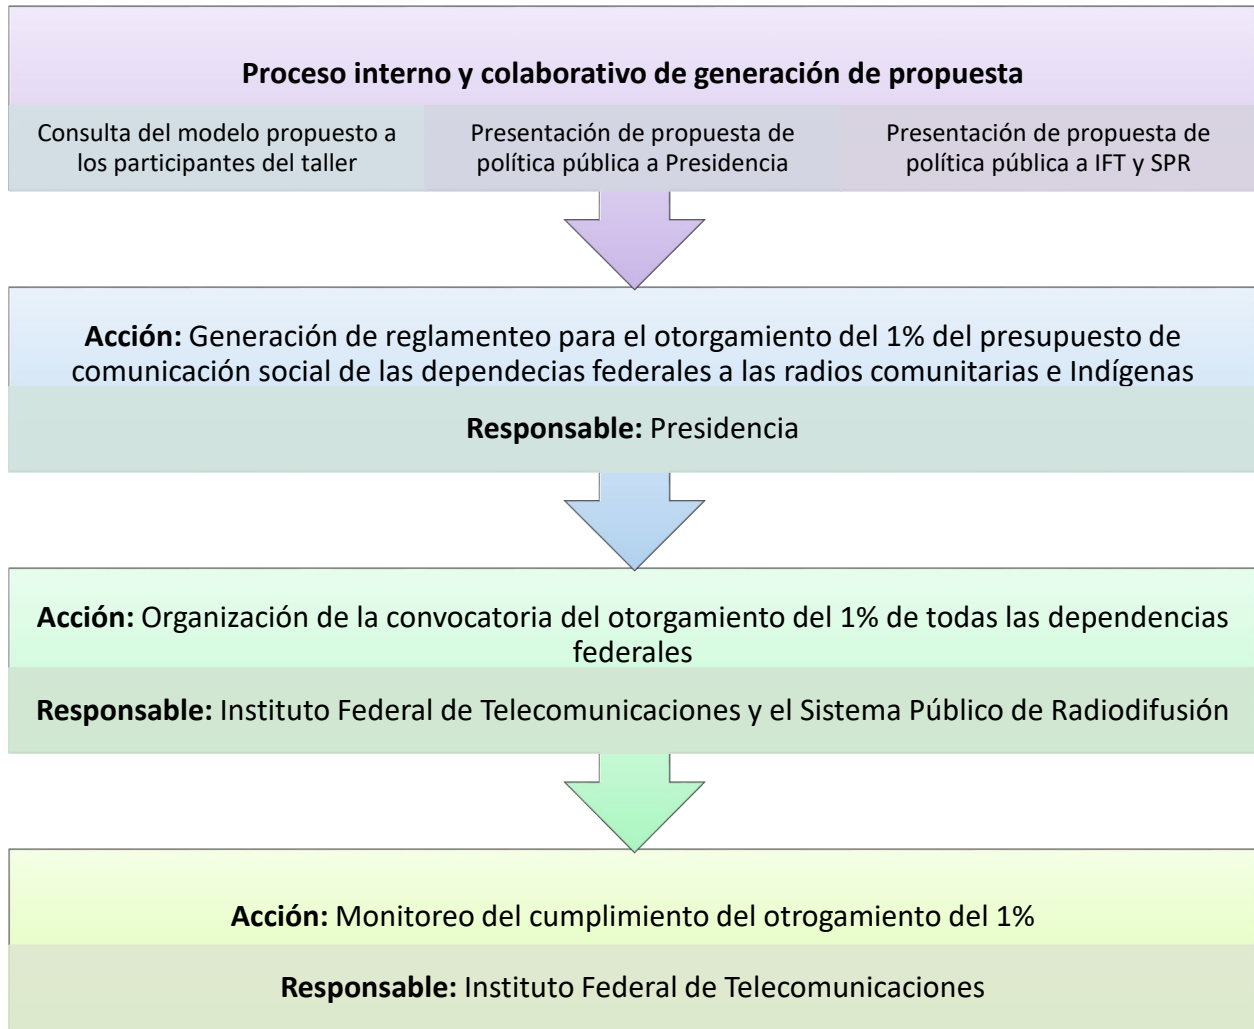 Proceso interno y colaborativo de generación de propuesta
Consulta del modelo propuesto a
los participantes del taller
Presentación de propuesta de
política pública a Presidencia
Presentación de propuesta de
política pública a IFT y SPR
Acción: Generación de reglamenteo para el otorgamiento del 1% del presupuesto de
comunicación social de las dependecias federales a las radios comunitarias e Indígenas
Responsable: Presidencia
Acción: Organización de la convocatoria del otorgamiento del 1% de todas las dependencias
federales
Responsable: Instituto Federal de Telecomunicaciones y el Sistema Público de Radiodifusión
Acción: Monitoreo del cumplimiento del otrogamiento del 1%
Responsable: Instituto Federal de Telecomunicaciones